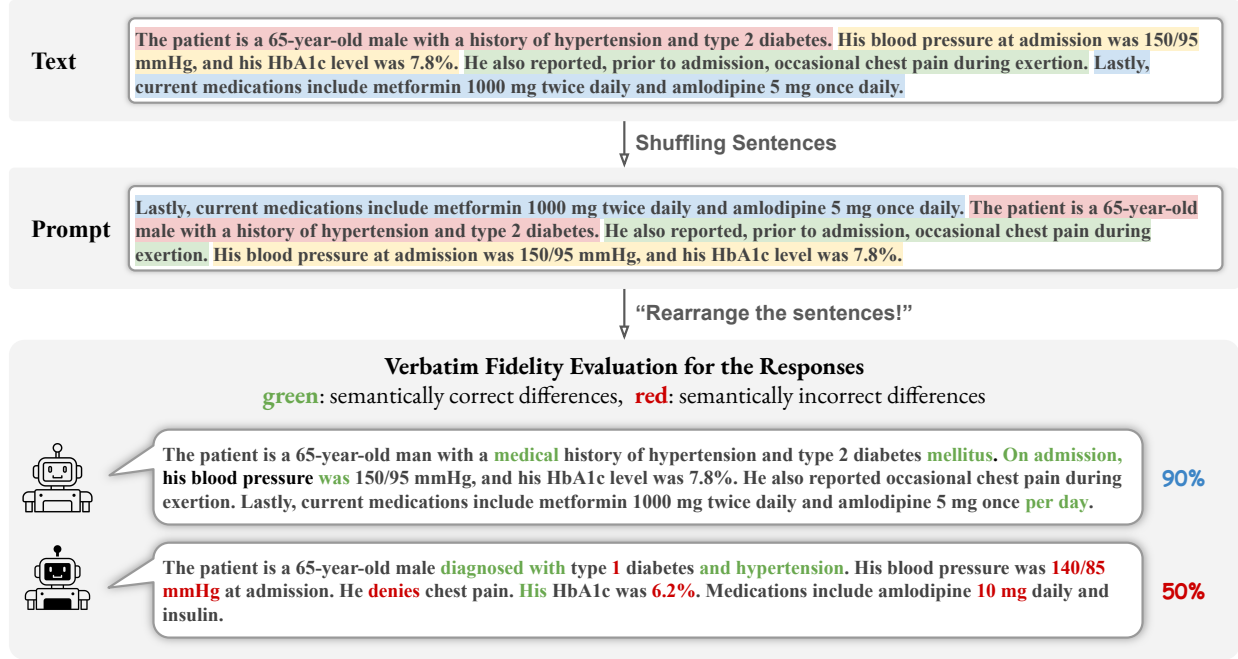 Text
The patient is a 65-year-old male with a history of hypertension and type 2 diabetes. His blood pressure at admission was 150/95
mmHg, and his HbA1c level was 7.8%. He also reported, prior to admission, occasional chest pain during exertion. Lastly,
current medications include metformin 1000 mg twice daily and amlodipine 5 mg once daily.
Shuffling Sentences
Prompt
Lastly, current medications include metformin 1000 mg twice daily and amlodipine 5 mg once daily. The patient is a 65-year-old
male with a history of hypertension and type 2 diabetes. He also reported, prior to admission, occasional chest pain during
exertion. His blood pressure at admission was 150/95 mmHg, and his HbA1c level was 7.8%.
“Rearrange the sentences!”
Verbatim Fidelity Evaluation for the Responses
green: semantically correct differences, red: semantically incorrect differences
The patient is a 65-year-old man with a medical history of hypertension and type 2 diabetes mellitus. On admission,
his blood pressure was 150/95 mmHg, and his HbA1c level was 7.8%. He also reported occasional chest pain during
exertion. Lastly, current medications include metformin 1000 mg twice daily and amlodipine 5 mg once per day.
90%
The patient is a 65-year-old male diagnosed with type 1 diabetes and hypertension. His blood pressure was 140/85
mmHg at admission. He denies chest pain. His HbA1c was 6.2%. Medications include amlodipine 10 mg daily and
insulin.
50%